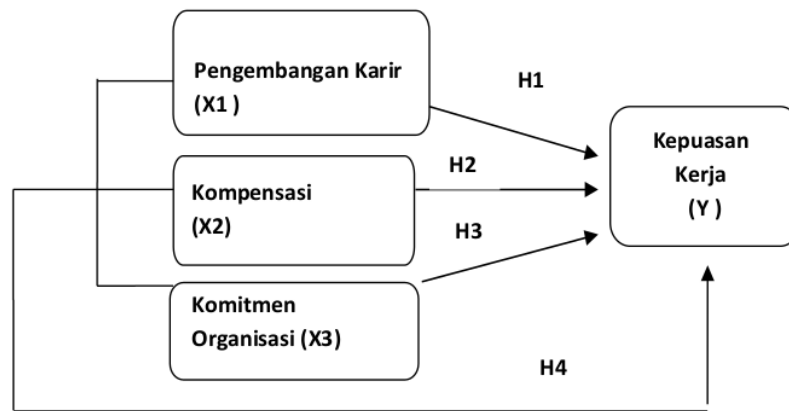 Pengembangan Karir
(X1 )
H1
Kepuasan
Kerja
(Y )
H2
Kompensasi
(X2)
H3
Komitmen
Organisasi (X3)
H4